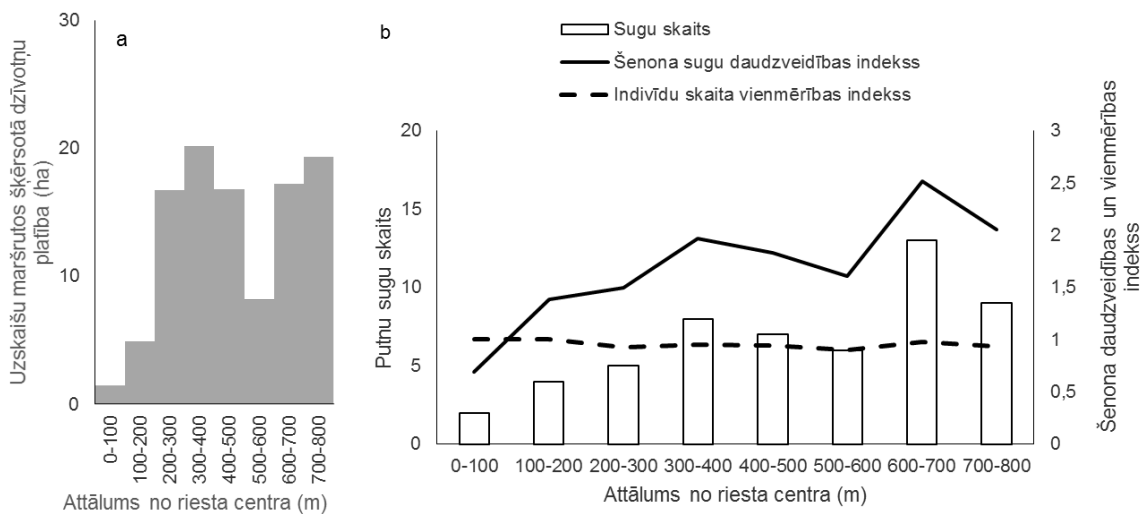 a
Uzskaišu maršrutos šķērsotā dzīvotņu
platība (ha)
30
20
10
0
0-100
100-200
200-300
300-400
400-500
500-600
600-700
700-800
Attālums no riesta centra (m)
b
Sugu skaits
Šenona sugu daudzveidības indekss
Indivīdu skaita vienmērības indekss
Putnu sugu skaits
20
15
10
5
0
3
2,5
2
1,5
1
0,5
0
Šenona daudzveidības un vienmērības
indekss
0-100 100-200 200-300 300-400 400-500 500-600 600-700 700-800
Attālums no riesta centra (m)